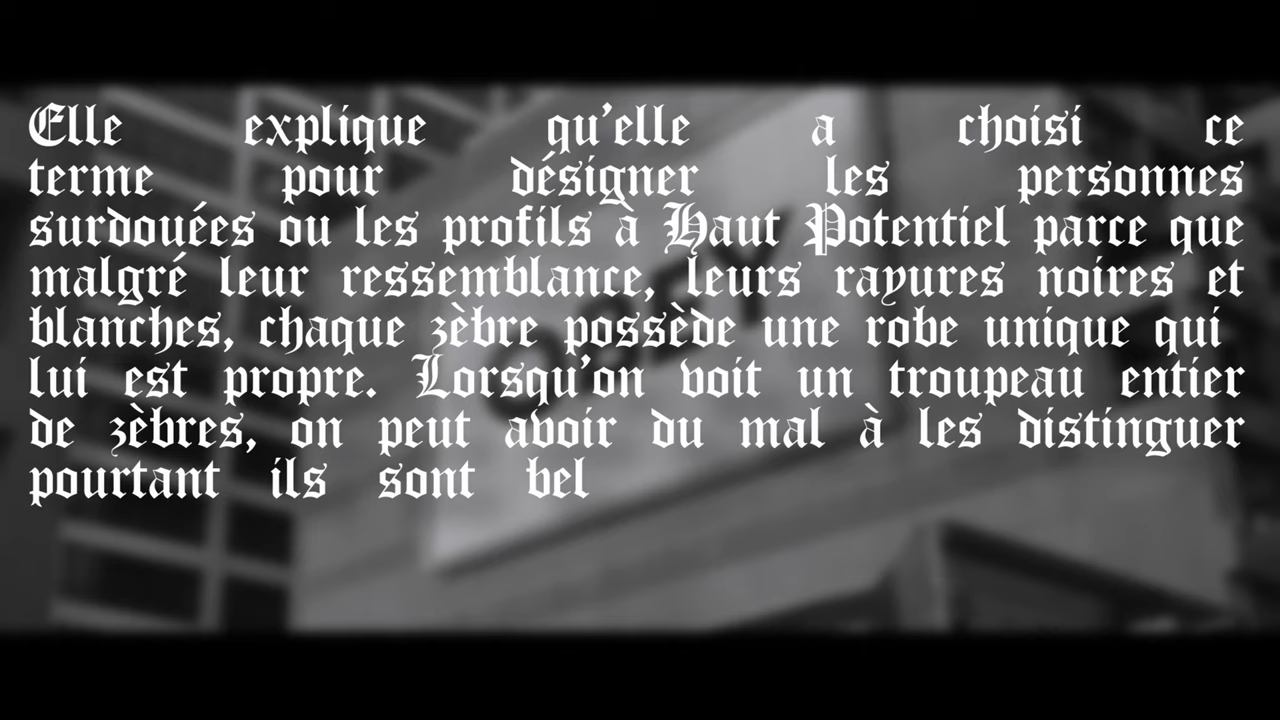 Elle explique qu'elle a choisi ce
terme pour désigner les personnes
surdouées ou les profils à Haut Potentiel parce que
malgré leur ressemblance, leurs rayures noires et
blanches, chaque zèbre possède une robe unique qui
lui est propre. Lorsqu'on voit un troupeau entier
de zèbres, on peut avoir du mal à les distinguer
pourtant ils sont bel